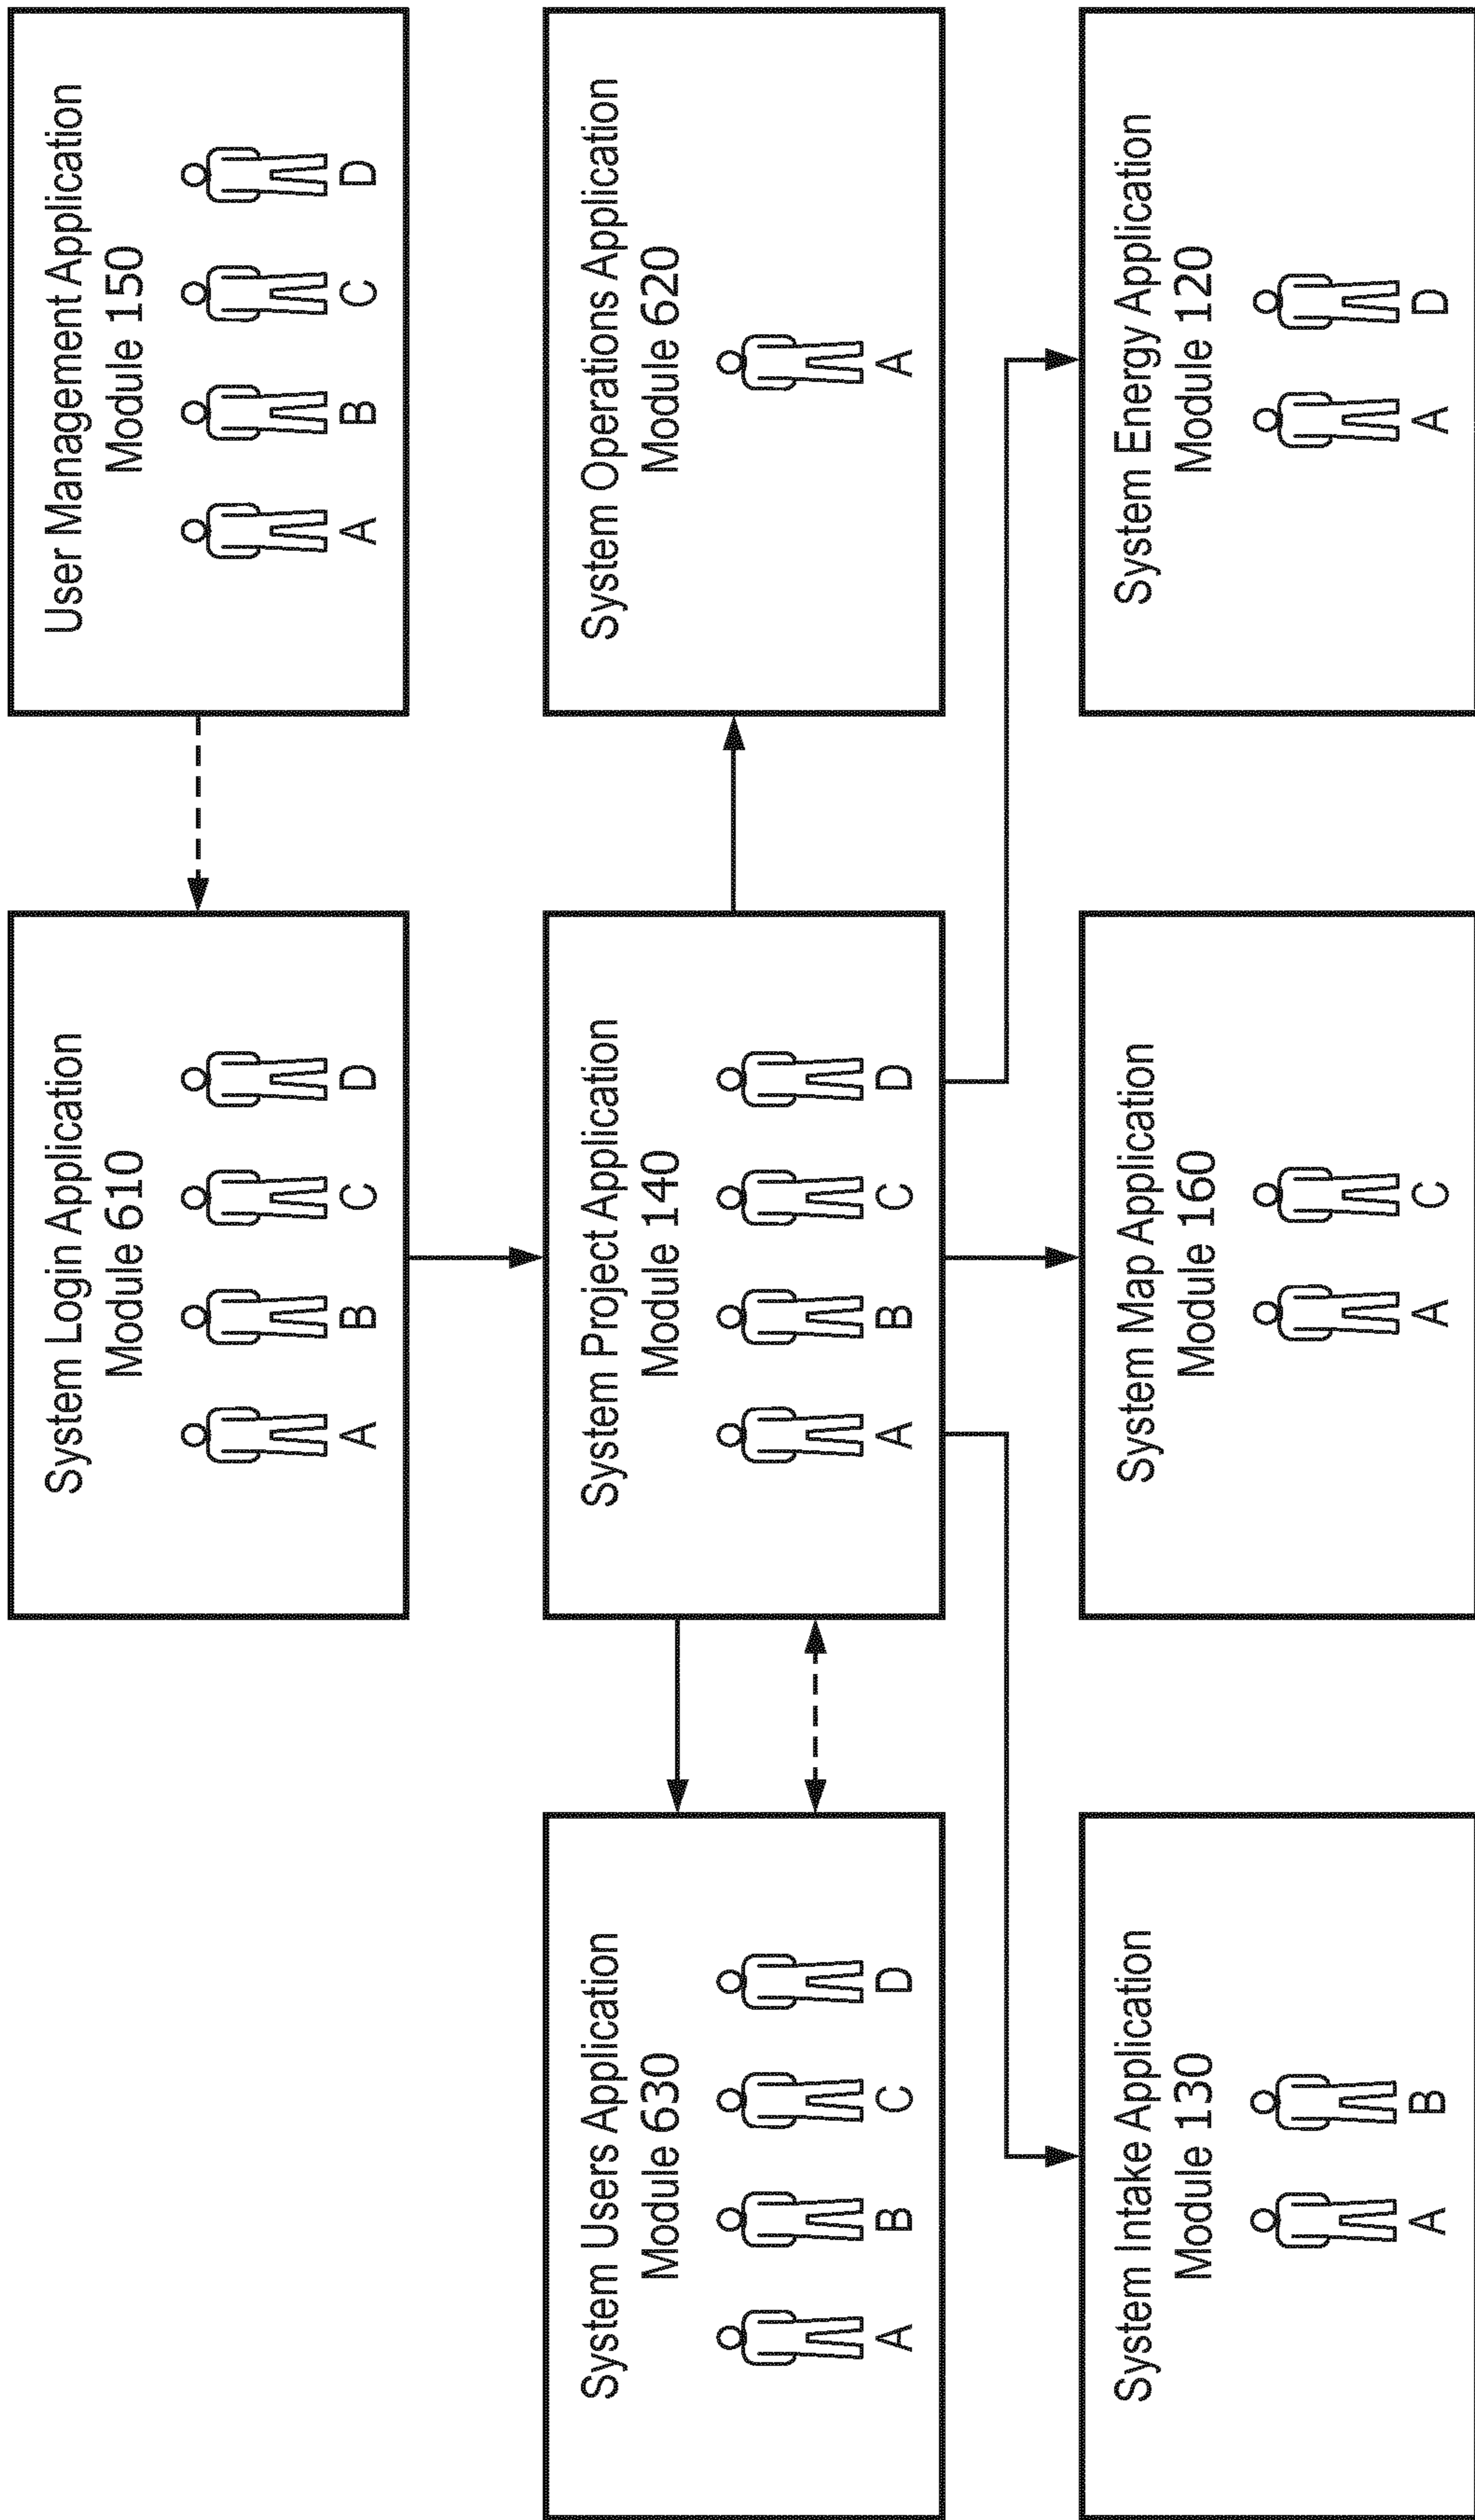 System Login Application
Module 610
A B C D
User Management Application
Module 150
A B C D
System Users Application
Module 630
A B C D
System Project Application
Module 140
A B C D
System Operations Application
Module 620
A
System Intake Application
Module 130
A B
System Map Application
Module 160
A C
System Energy Application
Module 120
A D